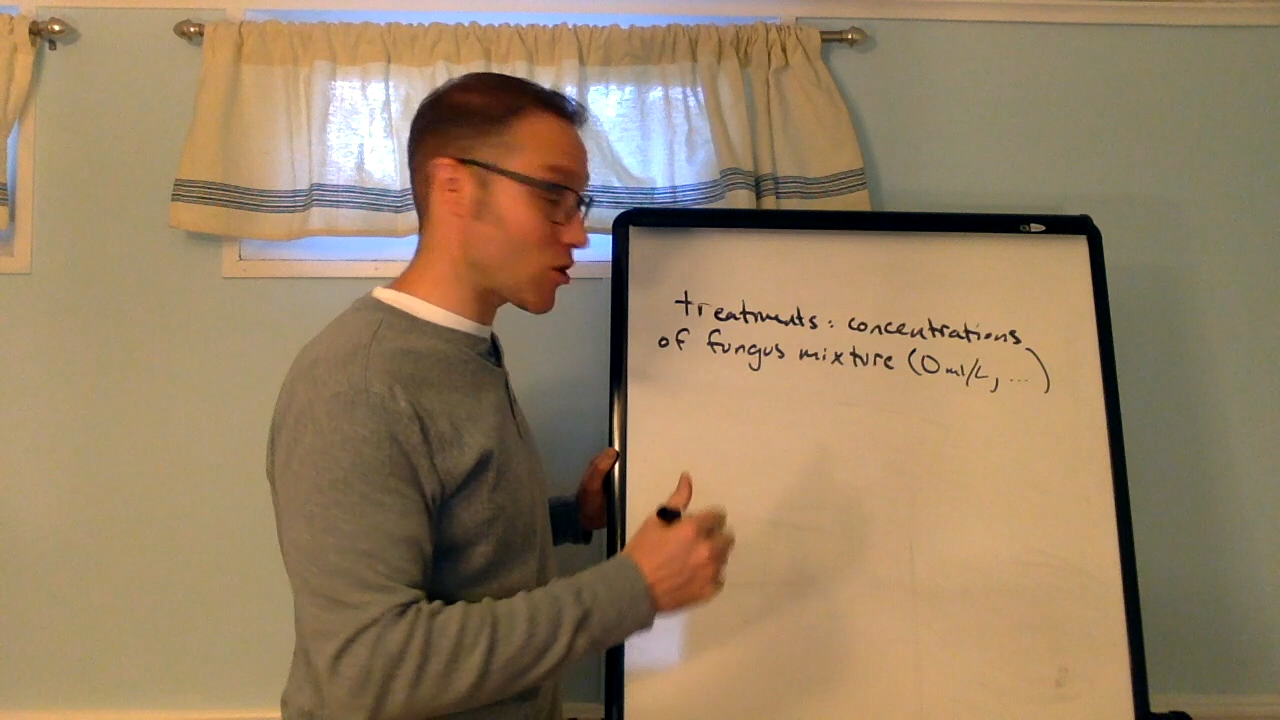 treatments: concentrations
of fungus mixture (0ml/L, ...)